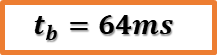 t_b = 64ms